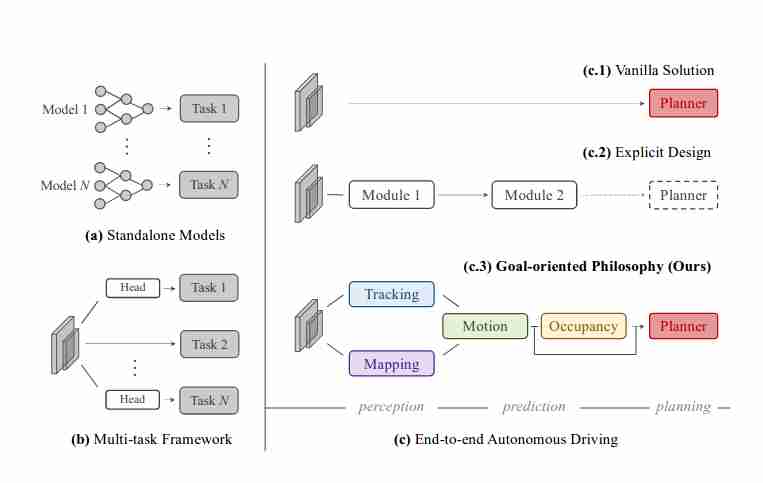 Model 1
Task 1
Model N
Task N
(a) Standalone Models
Head
Task 1
Task 2
Head
Task N
(b) Multi-task Framework
(c.1) Vanilla Solution
Planner
(c.2) Explicit Design
Module 1
Module 2
Planner
(c.3) Goal-oriented Philosophy (Ours)
Tracking
Motion
Occupancy
Planner
Mapping
perception
prediction
planning
(c) End-to-end Autonomous Driving